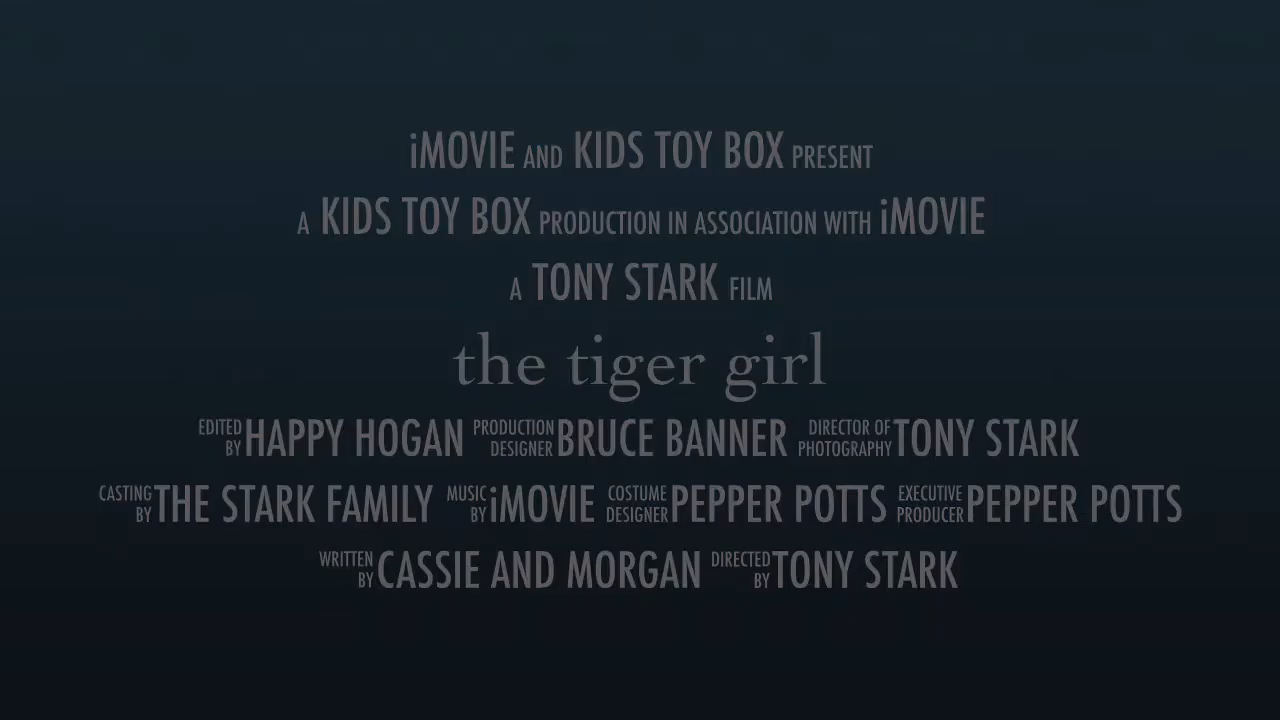 iMOVIE AND KIDS TOY BOX PRESENT
A KIDS TOY BOX PRODUCTION IN ASSOCIATION WITH iMOVIE
A TONY STARK FILM
the tiger girl
EDITED BY HAPPY HOGAN PRODUCTION DESIGNER BRUCE BANNER DIRECTOR OF PHOTOGRAPHY TONY STARK
CASTING BY THE STARK FAMILY MUSIC BY iMOVIE COSTUME DESIGNER PEPPER POTTS EXECUTIVE PRODUCER PEPPER POTTS
WRITTEN BY CASSIE AND MORGAN DIRECTED BY TONY STARK